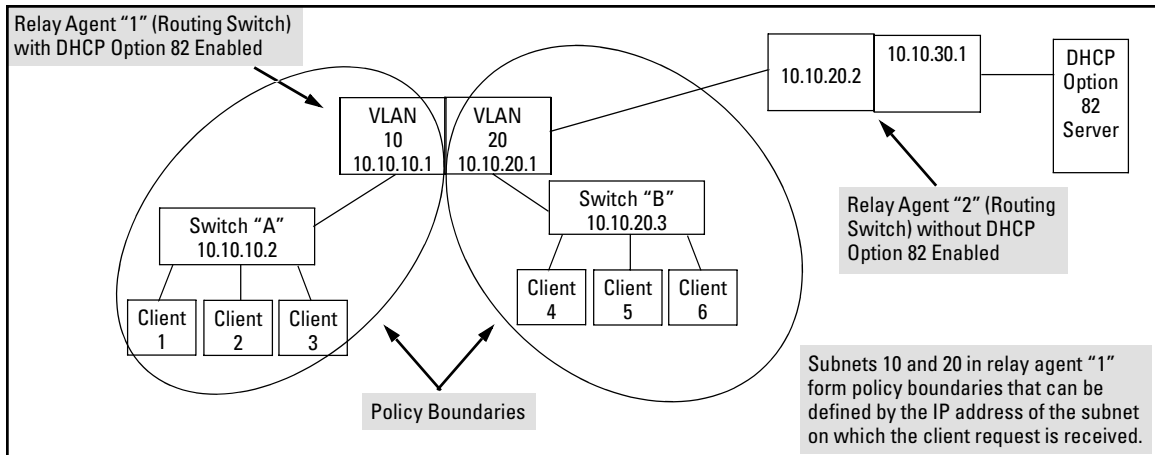 Relay Agent “1” (Routing Switch)
with DHCP Option 82 Enabled
VLAN
10
10.10.10.1
VLAN
20
10.10.20.1
10.10.20.2
10.10.30.1
DHCP
Option
82
Server
Switch “A”
10.10.10.2
Switch “B”
10.10.20.3
Relay Agent “2” (Routing
Switch) without DHCP
Option 82 Enabled
Client
1
Client
2
Client
3
Client
4
Client
5
Client
6
Policy Boundaries
Subnets 10 and 20 in relay agent “1”
form policy boundaries that can be
defined by the IP address of the subnet
on which the client request is received.